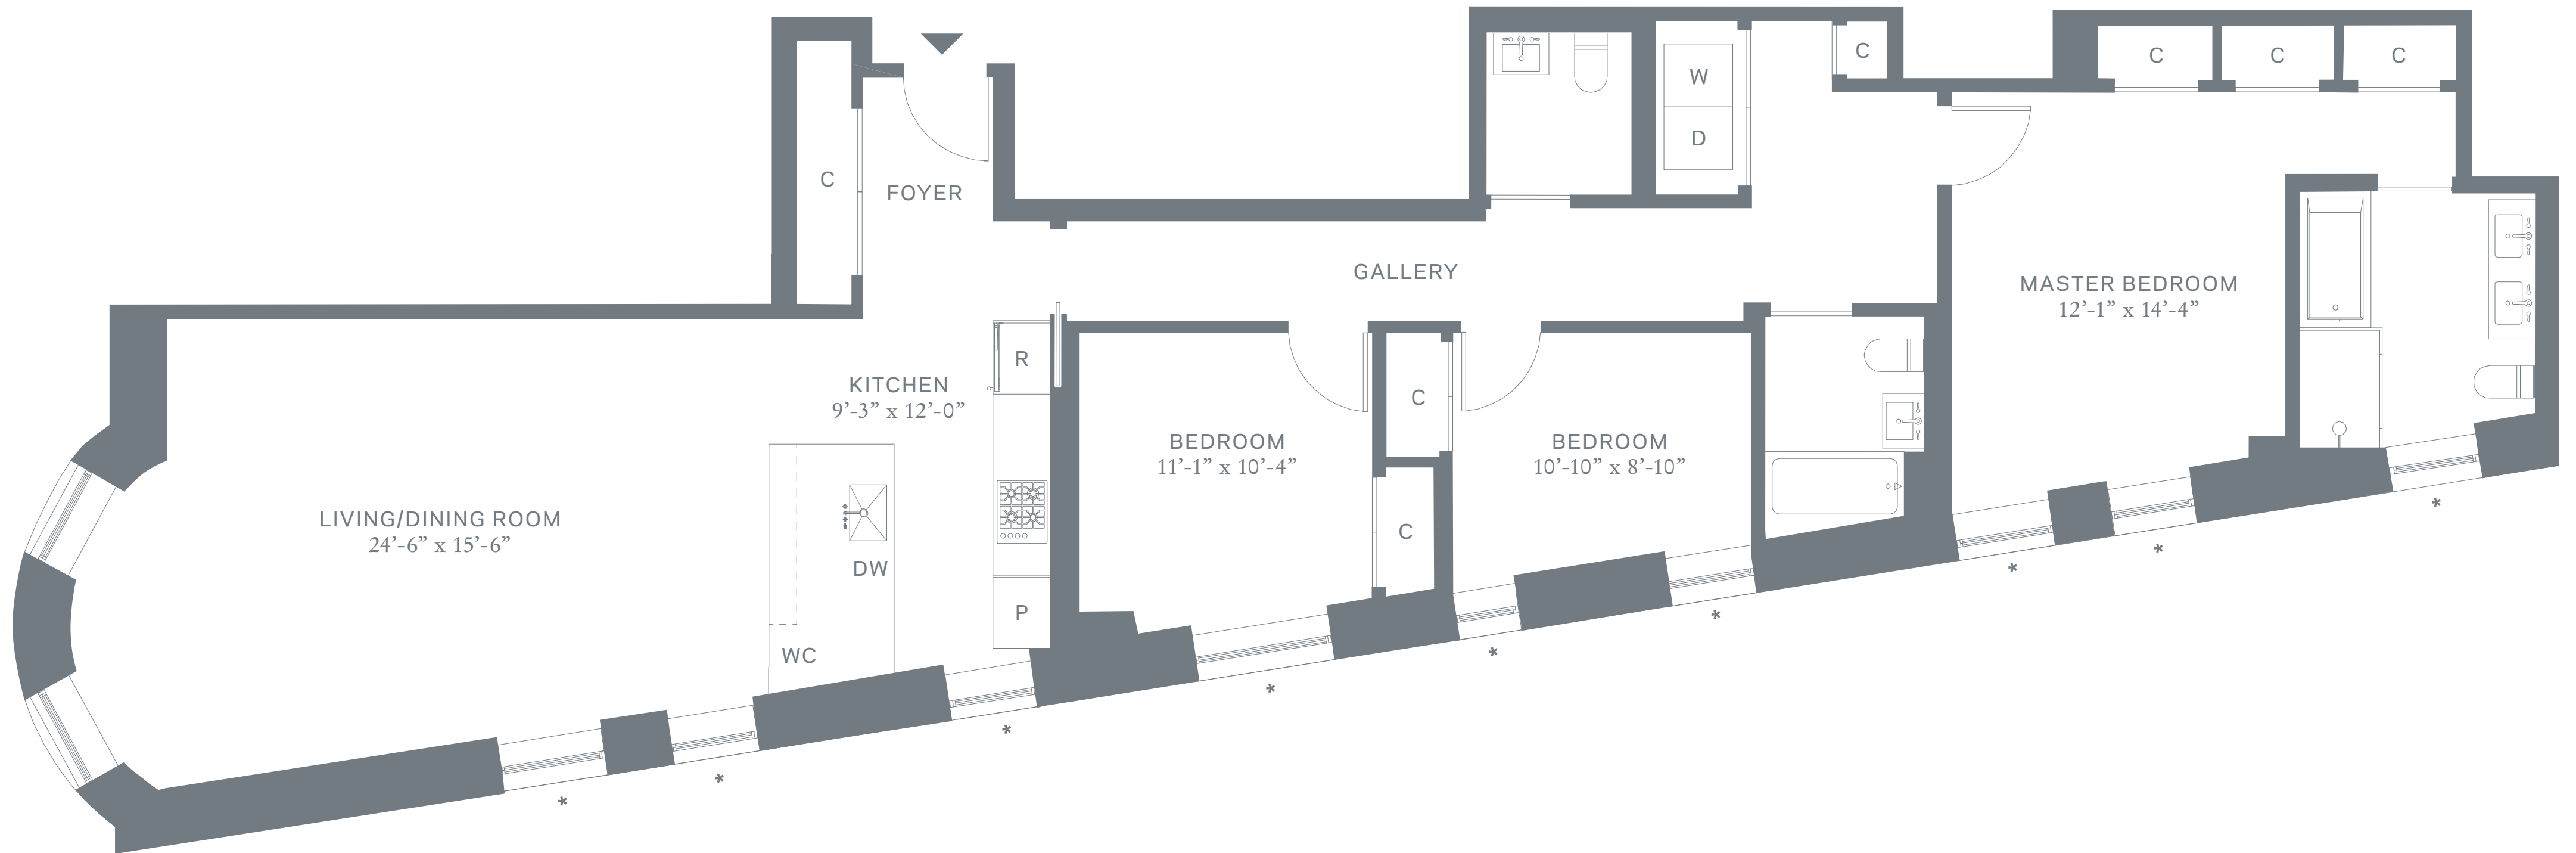 C
C
C
C
W
D
C
FOYER
GALLERY
MASTER BEDROOM
12’-1” x 14’-4”
R
KITCHEN
9’-3” x 12’-0”
C
BEDROOM
11’-1” x 10’-4”
BEDROOM
10’-10” x 8’-10”
LIVING/DINING ROOM
24’-6” x 15’-6”
C
DW
P
WC
*
*
*
*
*
*
*
*
*